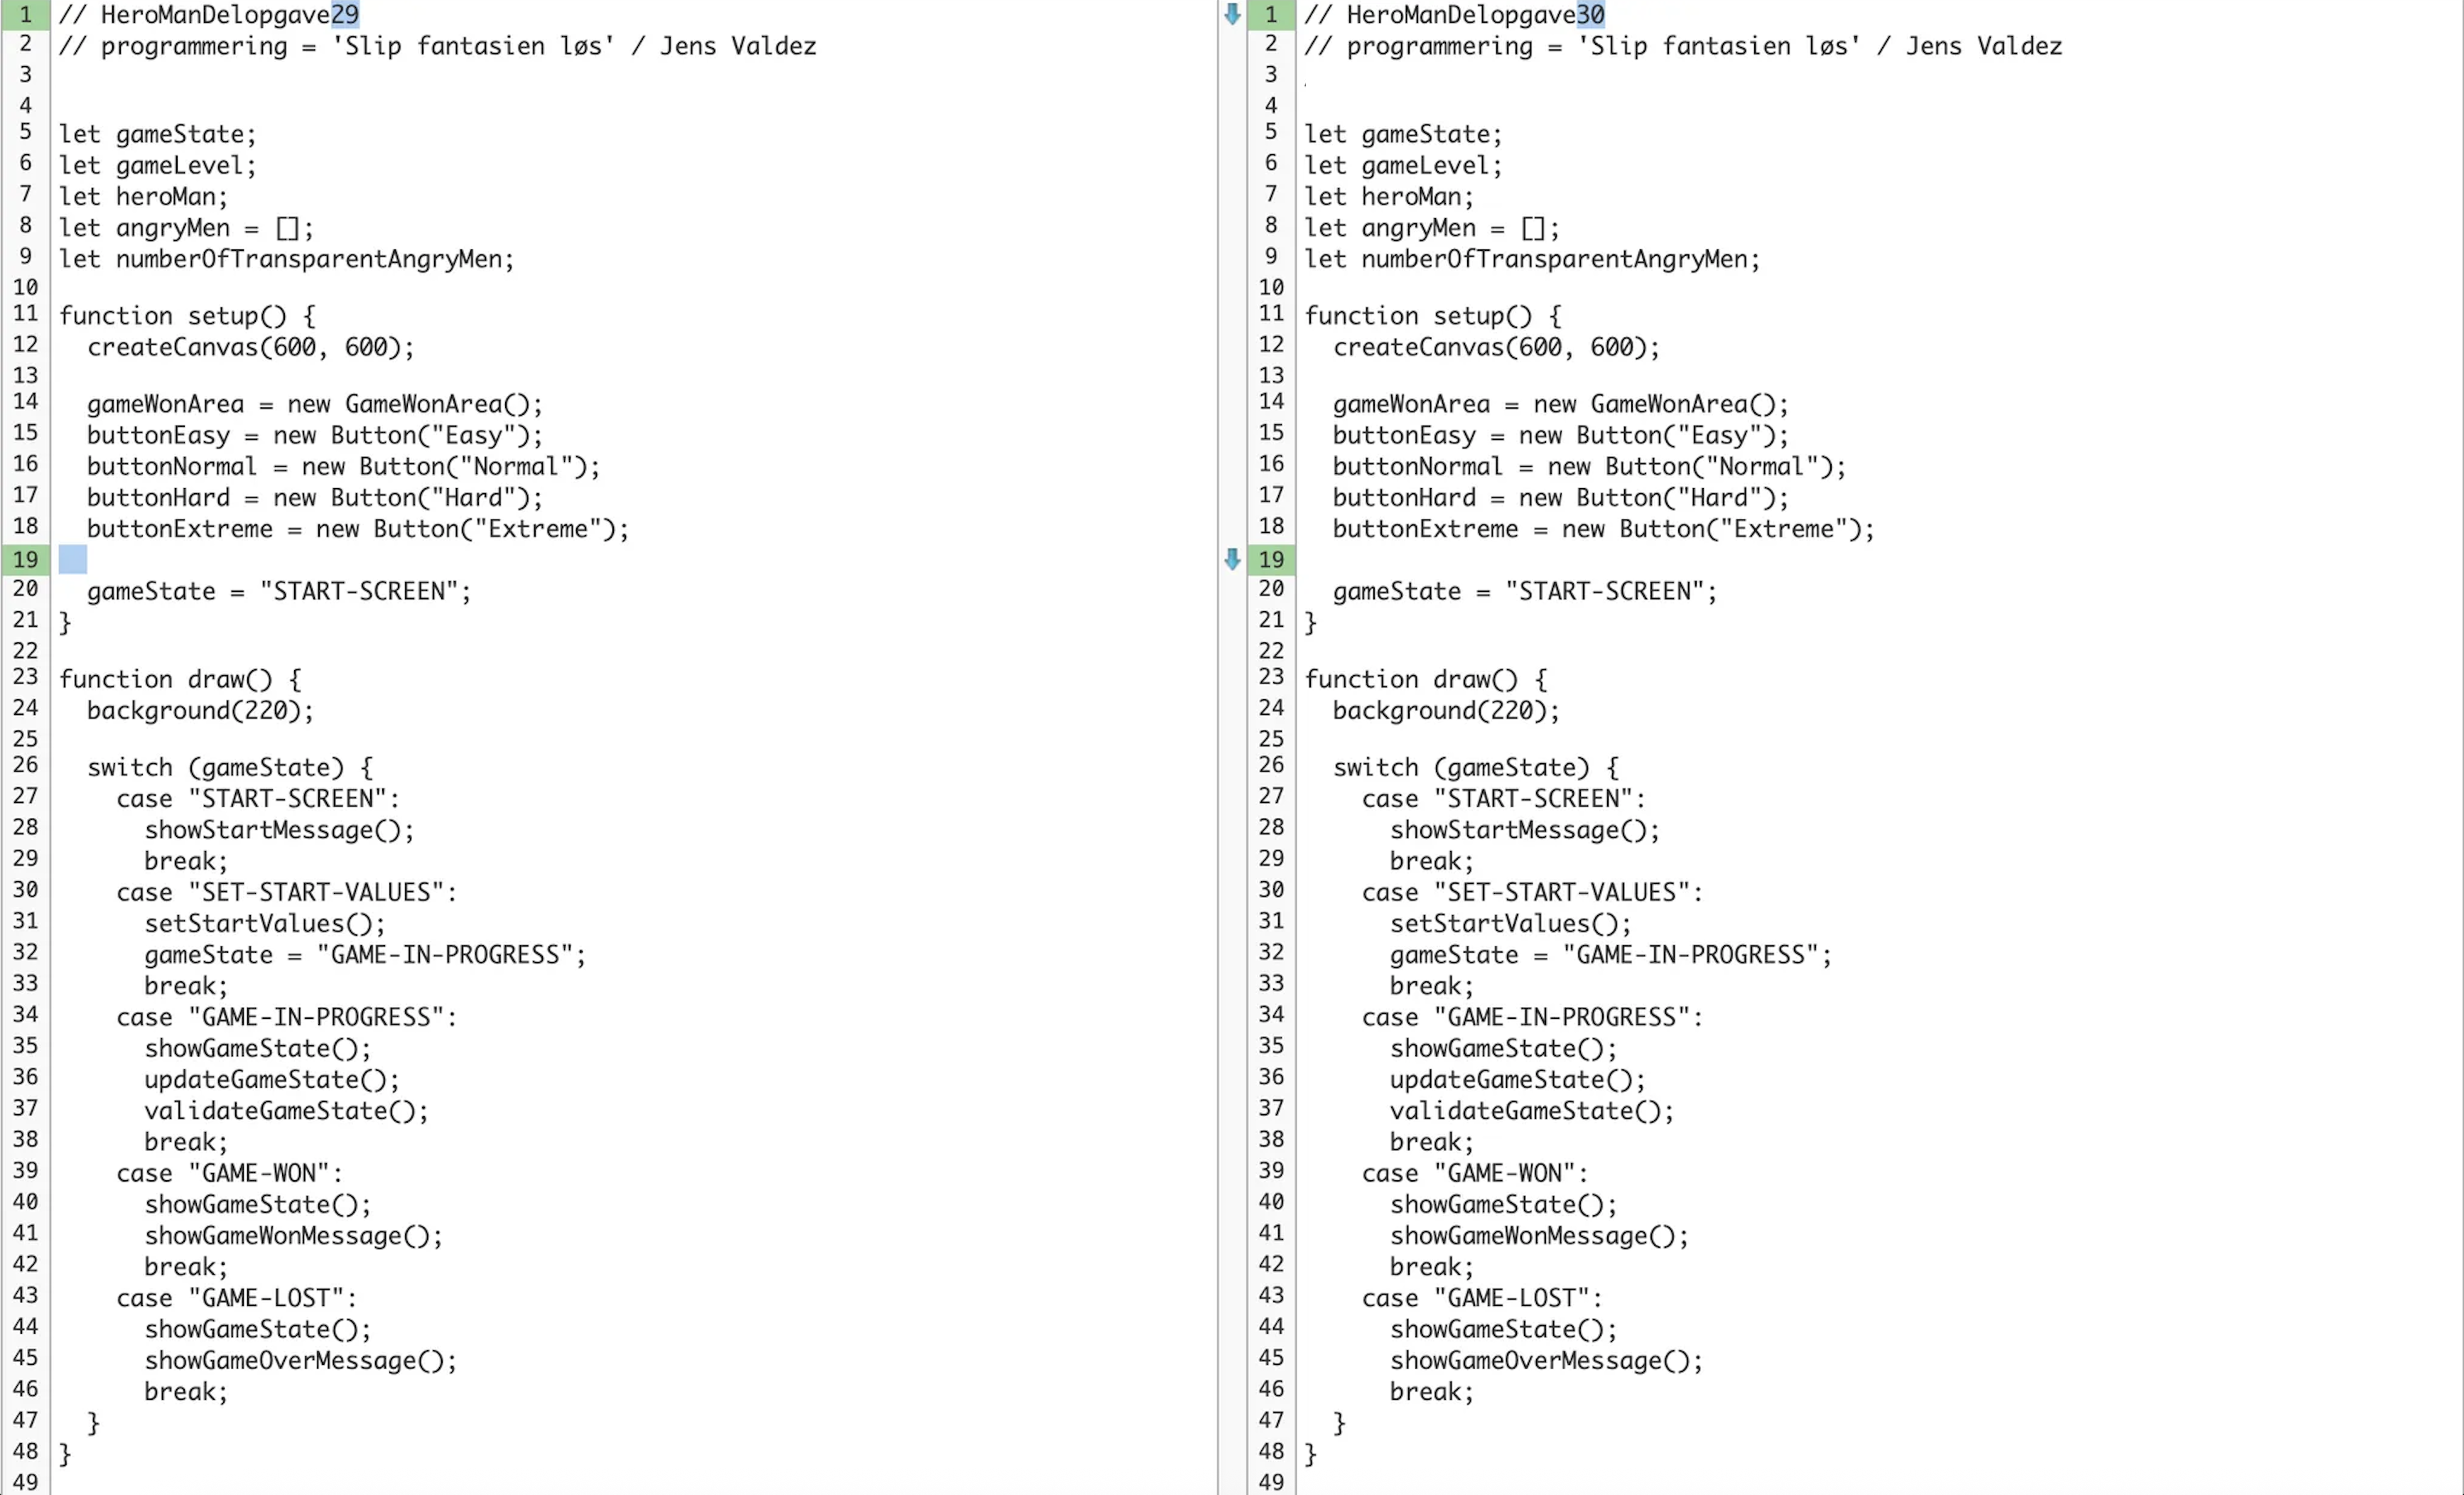 1 // HeroManDelopgave29
2 // programmering = 'Slip fantasien løs' / Jens Valdez
3
4
5 let gameState;
6 let gameLevel;
7 let heroMan;
8 let angryMen = [];
9 let numberOfTransparentAngryMen;
10
11 function setup() {
12   createCanvas(600, 600);
13
14   gameWonArea = new GameWonArea();
15   buttonEasy = new Button("Easy");
16   buttonNormal = new Button("Normal");
17   buttonHard = new Button("Hard");
18   buttonExtreme = new Button("Extreme");
19
20   gameState = "START-SCREEN";
21 }
22
23 function draw() {
24   background(220);
25
26   switch (gameState) {
27     case "START-SCREEN":
28       showStartMessage();
29       break;
30     case "SET-START-VALUES":
31       setStartValues();
32       gameState = "GAME-IN-PROGRESS";
33       break;
34     case "GAME-IN-PROGRESS":
35       showGameState();
36       updateGameState();
37       validateGameState();
38       break;
39     case "GAME-WON":
40       showGameState();
41       showGameWonMessage();
42       break;
43     case "GAME-LOST":
44       showGameState();
45       showGameOverMessage();
46       break;
47   }
48 }
49
1 // HeroManDelopgave30
2 // programmering = 'Slip fantasien løs' / Jens Valdez
3
4
5 let gameState;
6 let gameLevel;
7 let heroMan;
8 let angryMen = [];
9 let numberOfTransparentAngryMen;
10
11 function setup() {
12   createCanvas(600, 600);
13
14   gameWonArea = new GameWonArea();
15   buttonEasy = new Button("Easy");
16   buttonNormal = new Button("Normal");
17   buttonHard = new Button("Hard");
18   buttonExtreme = new Button("Extreme");
19
20   gameState = "START-SCREEN";
21 }
22
23 function draw() {
24   background(220);
25
26   switch (gameState) {
27     case "START-SCREEN":
28       showStartMessage();
29       break;
30     case "SET-START-VALUES":
31       setStartValues();
32       gameState = "GAME-IN-PROGRESS";
33       break;
34     case "GAME-IN-PROGRESS":
35       showGameState();
36       updateGameState();
37       validateGameState();
38       break;
39     case "GAME-WON":
40       showGameState();
41       showGameWonMessage();
42       break;
43     case "GAME-LOST":
44       showGameState();
45       showGameOverMessage();
46       break;
47   }
48 }
49